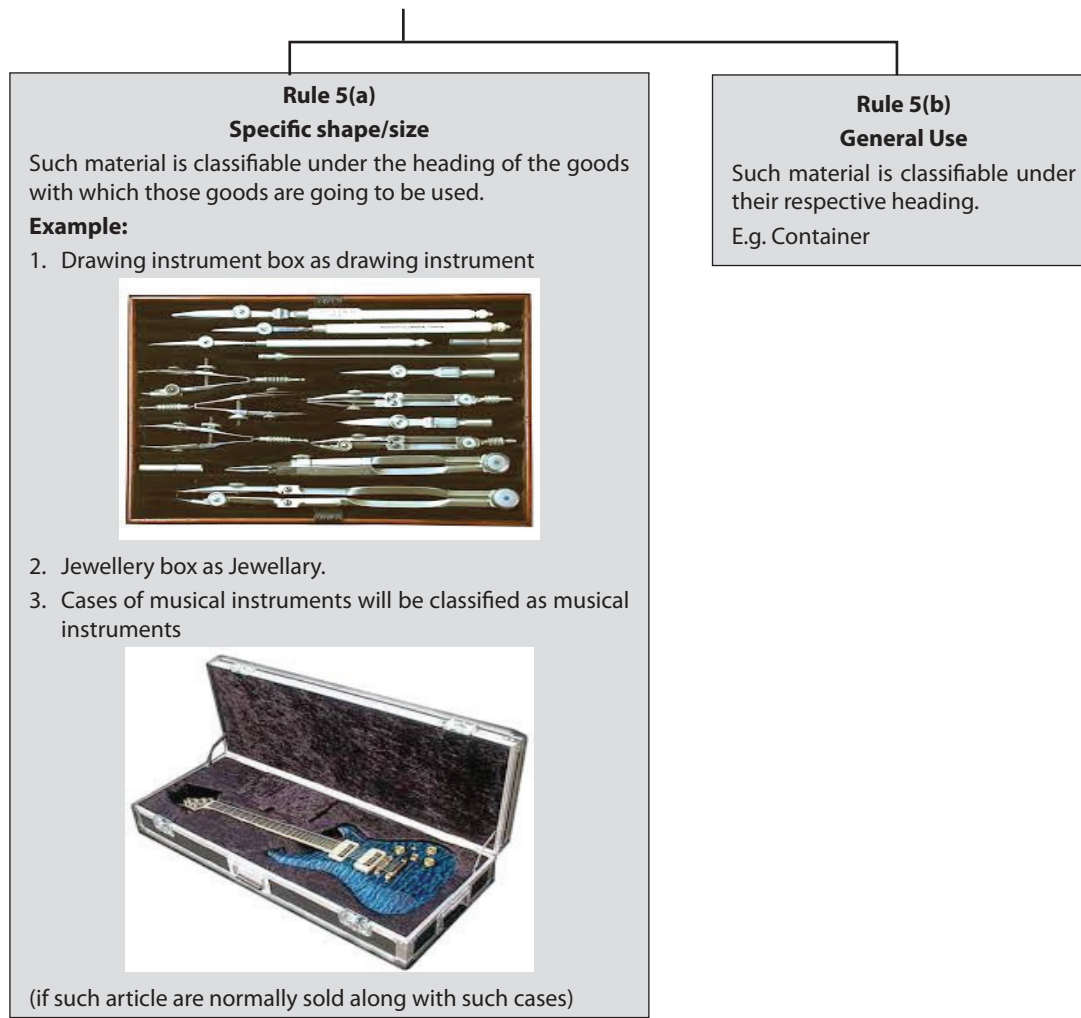 Rule 5(a)
Specific shape/size
Such material is classifiable under the heading of the goods
with which those goods are going to be used.
Example:
1. Drawing instrument box as drawing instrument
2. Jewellery box as Jewellary.
3. Cases of musical instruments will be classified as musical
instruments
(if such article are normally sold along with such cases)
Rule 5(b)
General Use
Such material is classifiable under
their respective heading.
E.g. Container